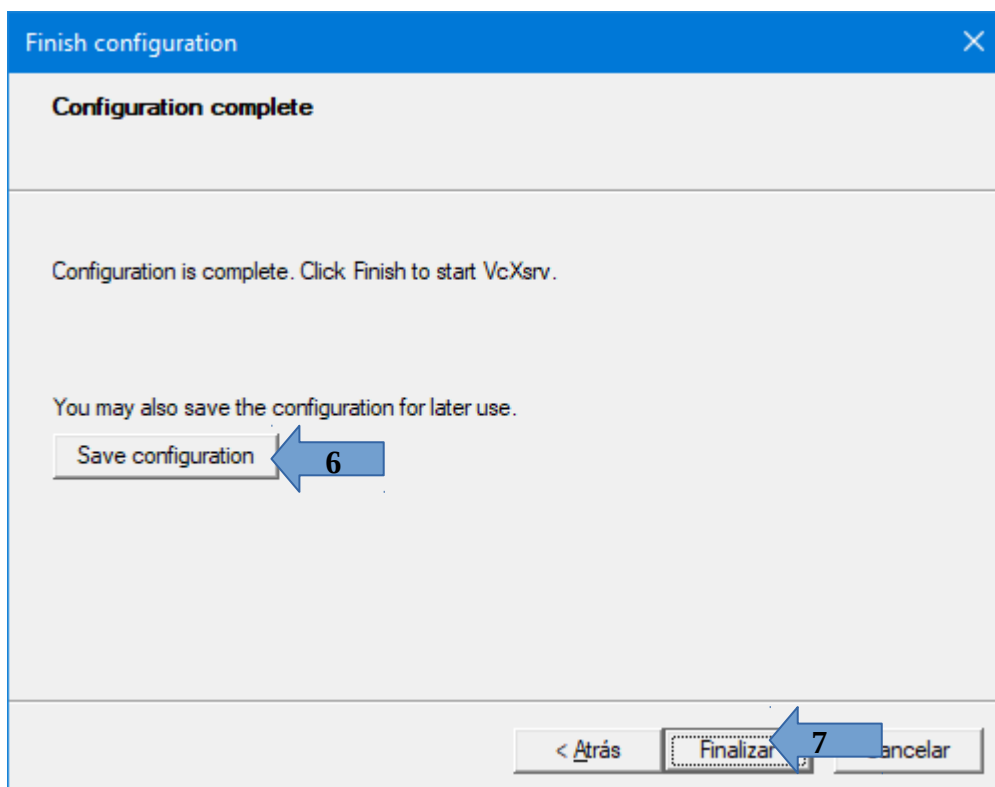 Finish configuration
Configuration complete
Configuration is complete. Click Finish to start VcXsrv.
You may also save the configuration for later use.
Save configuration
6
< Atrás
Finalizar
7
ancelar